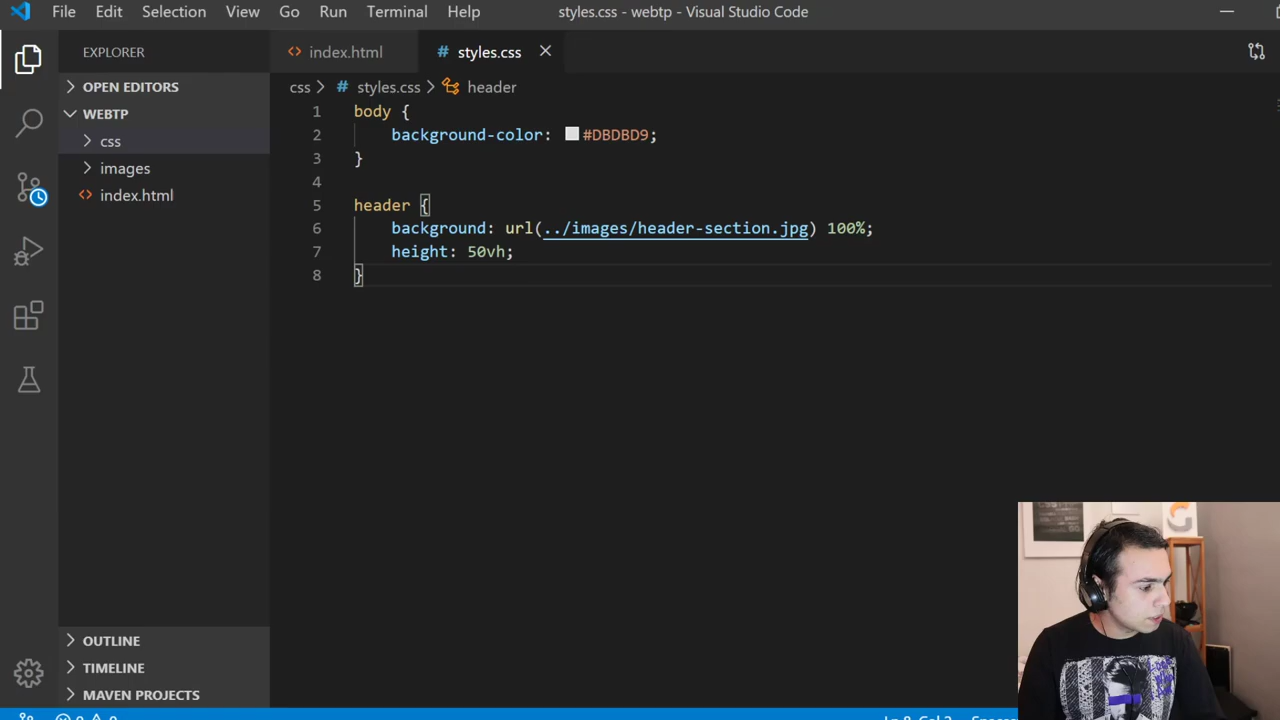 File Edit Selection View Go Run Terminal Help styles.css - webtp - Visual Studio Code
EXPLORER
index.html
# styles.css
OPEN EDITORS
css > # styles.css > header
WEBTP
css
images
index.html
1 body {
2 background-color: #DBDBD9;
3 }
4
5 header {
6 background: url(../images/header-section.jpg) 100%;
7 height: 50vh;
8 }
OUTLINE
TIMELINE
MAVEN PROJECTS